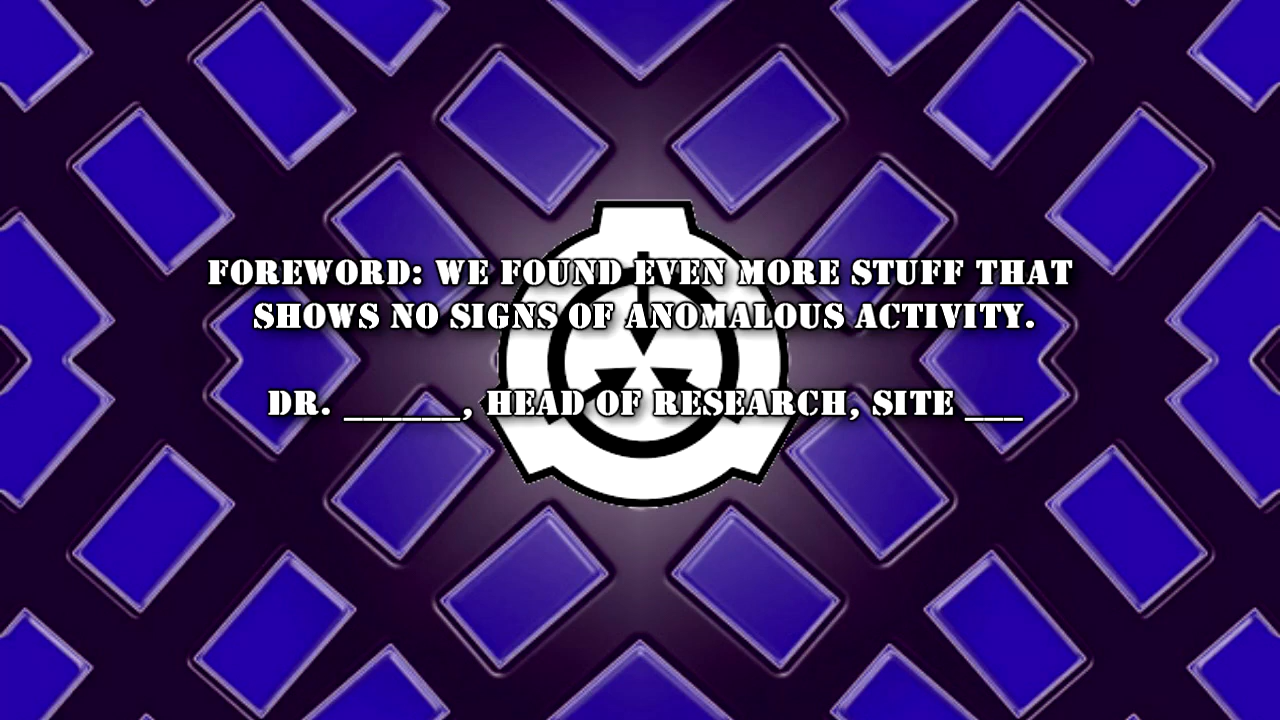 FOREWORD: WE FOUND EVEN MORE STUFF THAT
SHOWS NO SIGNS OF ANOMALOUS ACTIVITY.
DR. ______, HEAD OF RESEARCH, SITE ___